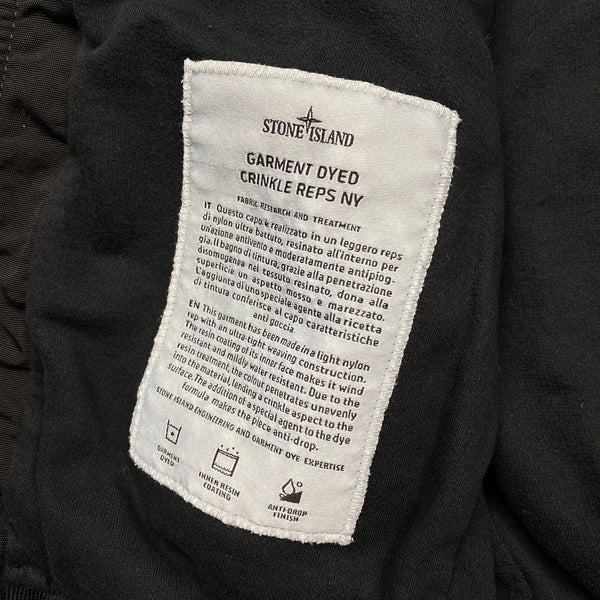 STONE ISLAND
GARMENT DYED
CRINKLE REPS NY
FABRIC RESEARCH AND TREATMENT
IT Questo capo è realizzato in un leggero reps
di nylon ultra battuto, resinato all'interno per
un'azione antivento e moderatamente antipiog-
gia. Il bagno di tintura, grazie alla penetrazione
disomogenea nel tessuto resinato, dona alla
superficie un aspetto mosso e marezzato.
L'aggiunta di uno speciale agente alla ricetta
di tintura conferisce al capo caratteristiche
anti goccia.
EN This garment has been made in a light nylon
rep with an ultra-tight weaving construction.
The resin coating of its inner face makes it wind
resistant and mildly water resistant. Due to the
resin treatment, the colour penetrates unevenly
into the material, lending a crinkle aspect to the
surface. The addition of a special agent to the dye
formula makes the piece anti-drop.
STONE ISLAND ENGINEERING AND GARMENT DYE EXPERTISE
GARMENT
DYED
INNER RESIN
COATING
ANTI-DROP
FINISH